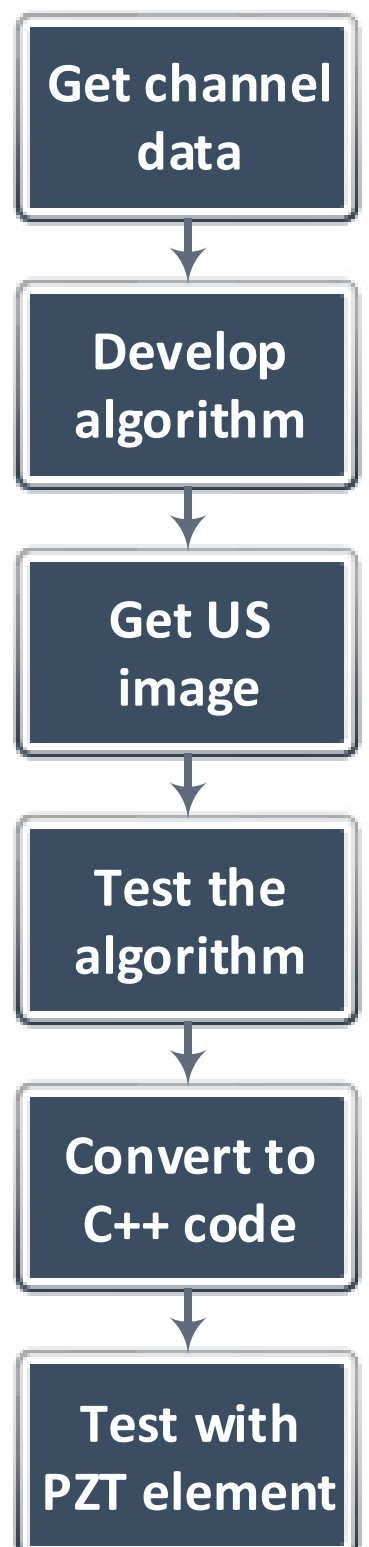 Get channel
data
Develop
algorithm
Get US
image
Test the
algorithm
Convert to
C++ code
Test with
PZT element